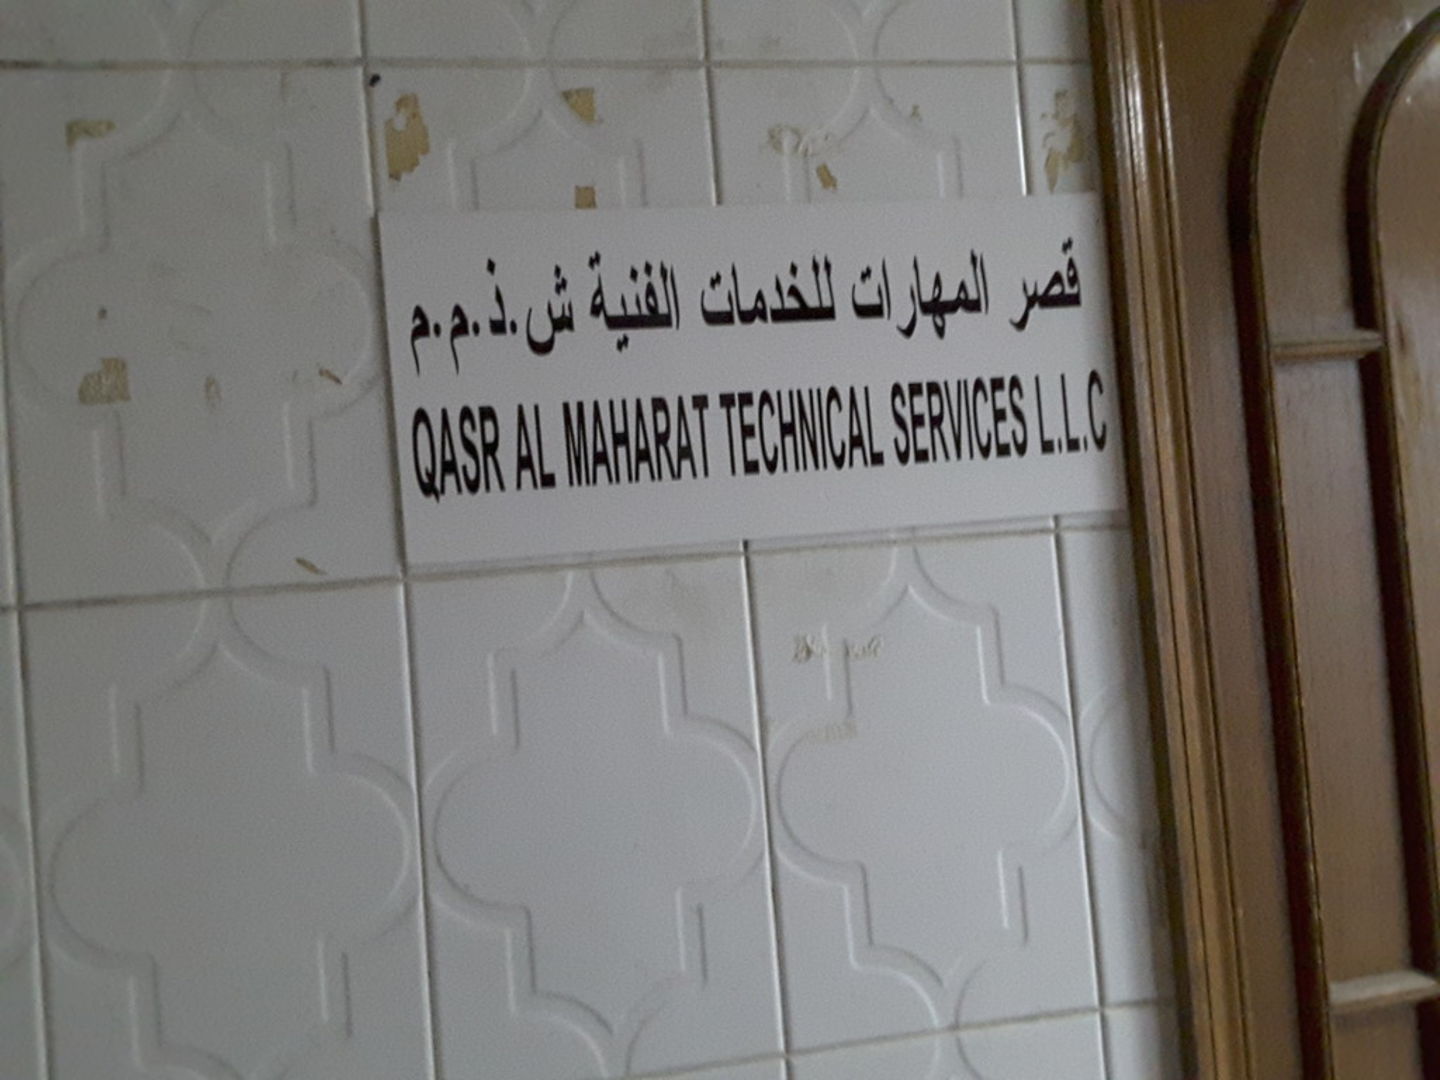 قصر المهارات للخدمات الفنية ش.ذ.م.م
QASR AL MAHARAT TECHNICAL SERVICES L.L.C